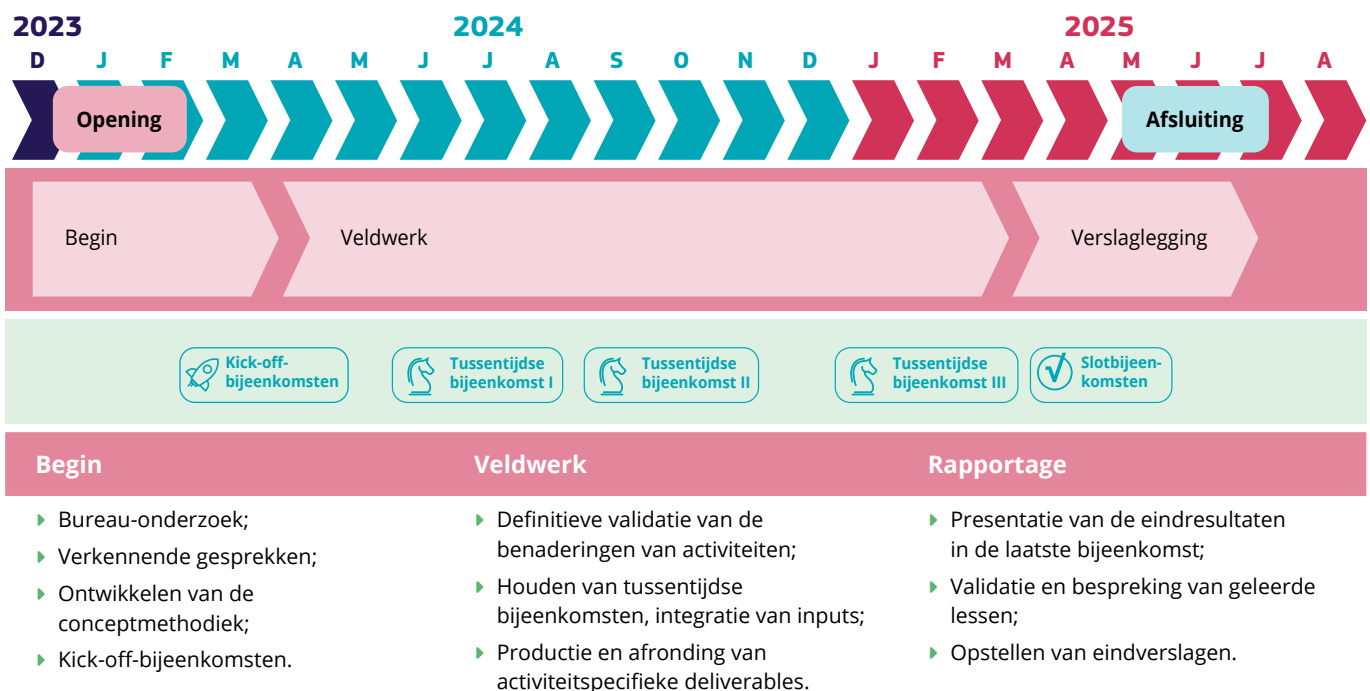 2023 2024 2025
D J F M A M J J A S O N D J F M A M J J A
Opening Afsluiting
Begin Veldwerk Verslaglegging
Kick-off-
bijeenkomsten
Tussentijdse
bijeenkomst I
Tussentijdse
bijeenkomst II
Tussentijdse
bijeenkomst III
Slotbijeen-
komsten
Begin
Bureau-onderzoek;
Verkennende gesprekken;
Ontwikkelen van de
conceptmethodiek;
Kick-off-bijeenkomsten.
Veldwerk
Definitieve validatie van de
benaderingen van activiteiten;
Houden van tussentijdse
bijeenkomsten, integratie van inputs;
Productie en afronding van
activiteitspecifieke deliverables.
Rapportage
Presentatie van de eindresultaten
in de laatste bijeenkomst;
Validatie en bespreking van geleerde
lessen;
Opstellen van eindverslagen.